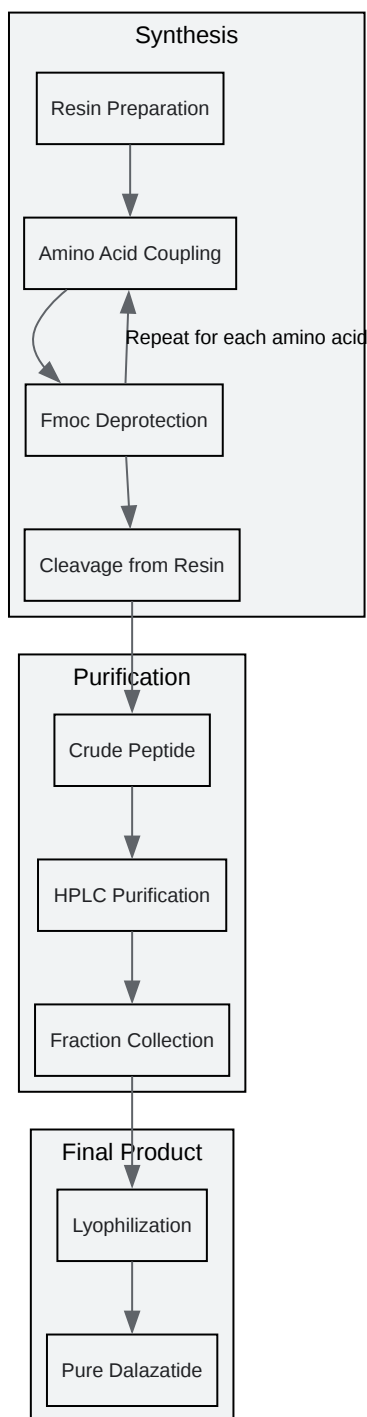 Synthesis
Resin Preparation
Amino Acid Coupling
Repeat for each amino acid
Fmoc Deprotection
Cleavage from Resin
Purification
Crude Peptide
HPLC Purification
Fraction Collection
Final Product
Lyophilization
Pure Dalazatide